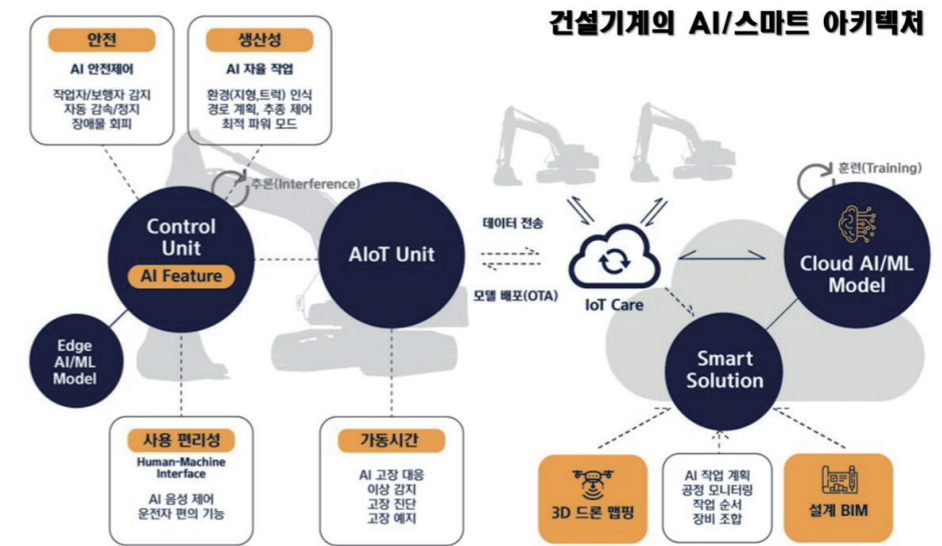 건설기계의 AI/스마트 아키텍처
안전
AI 안전제어
작업자/보행자 감지
자동 감속/정지
장애물 회피
생산성
AI 자율 작업
환경(지형,트럭) 인식
경로 계획, 추종 제어
최적 파워 모드
추론(Interference)
Control
Unit
AI Feature
AIoT Unit
Edge
AI/ML
Model
데이터 전송
모델 배포(OTA)
IoT Care
훈련(Training)
Cloud AI/ML
Model
Smart
Solution
사용 편리성
Human-Machine
Interface
AI 음성 제어
운전자 편의 기능
가동시간
AI 고장 대응
이상 감지
고장 진단
고장 예지
3D 드론 맵핑
AI 작업 계획
공정 모니터링
작업 순서
장비 조합
설계 BIM